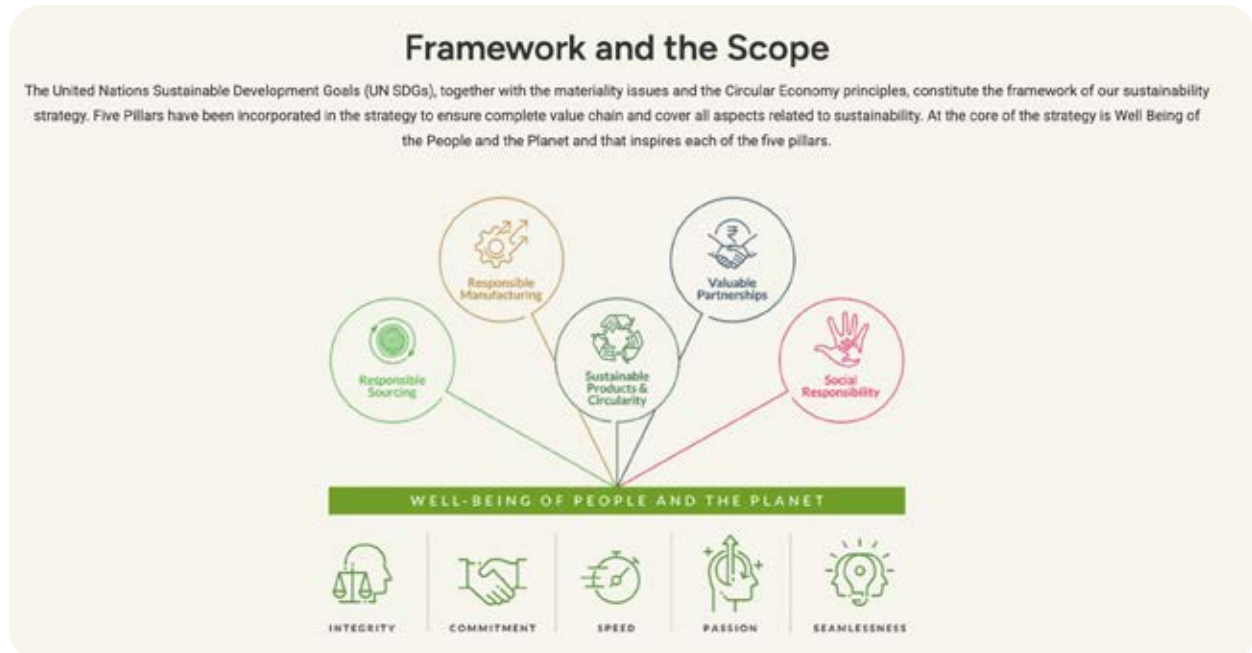 Framework and the Scope
The United Nations Sustainable Development Goals (UN SDGs), together with the materiality issues and the Circular Economy principles, constitute the framework of our sustainability
strategy. Five Pillars have been incorporated in the strategy to ensure complete value chain and cover all aspects related to sustainability. At the core of the strategy is Well Being of
the People and the Planet and that inspires each of the five pillars.
Responsible
Manufacturing
Valuable
Partnerships
Responsible
Sourcing
Sustainable
Products &
Circularity
Social
Responsibility
WELL-BEING OF PEOPLE AND THE PLANET
INTEGRITY
COMMITMENT
SPEED
PASSION
SEAMLESSNESS